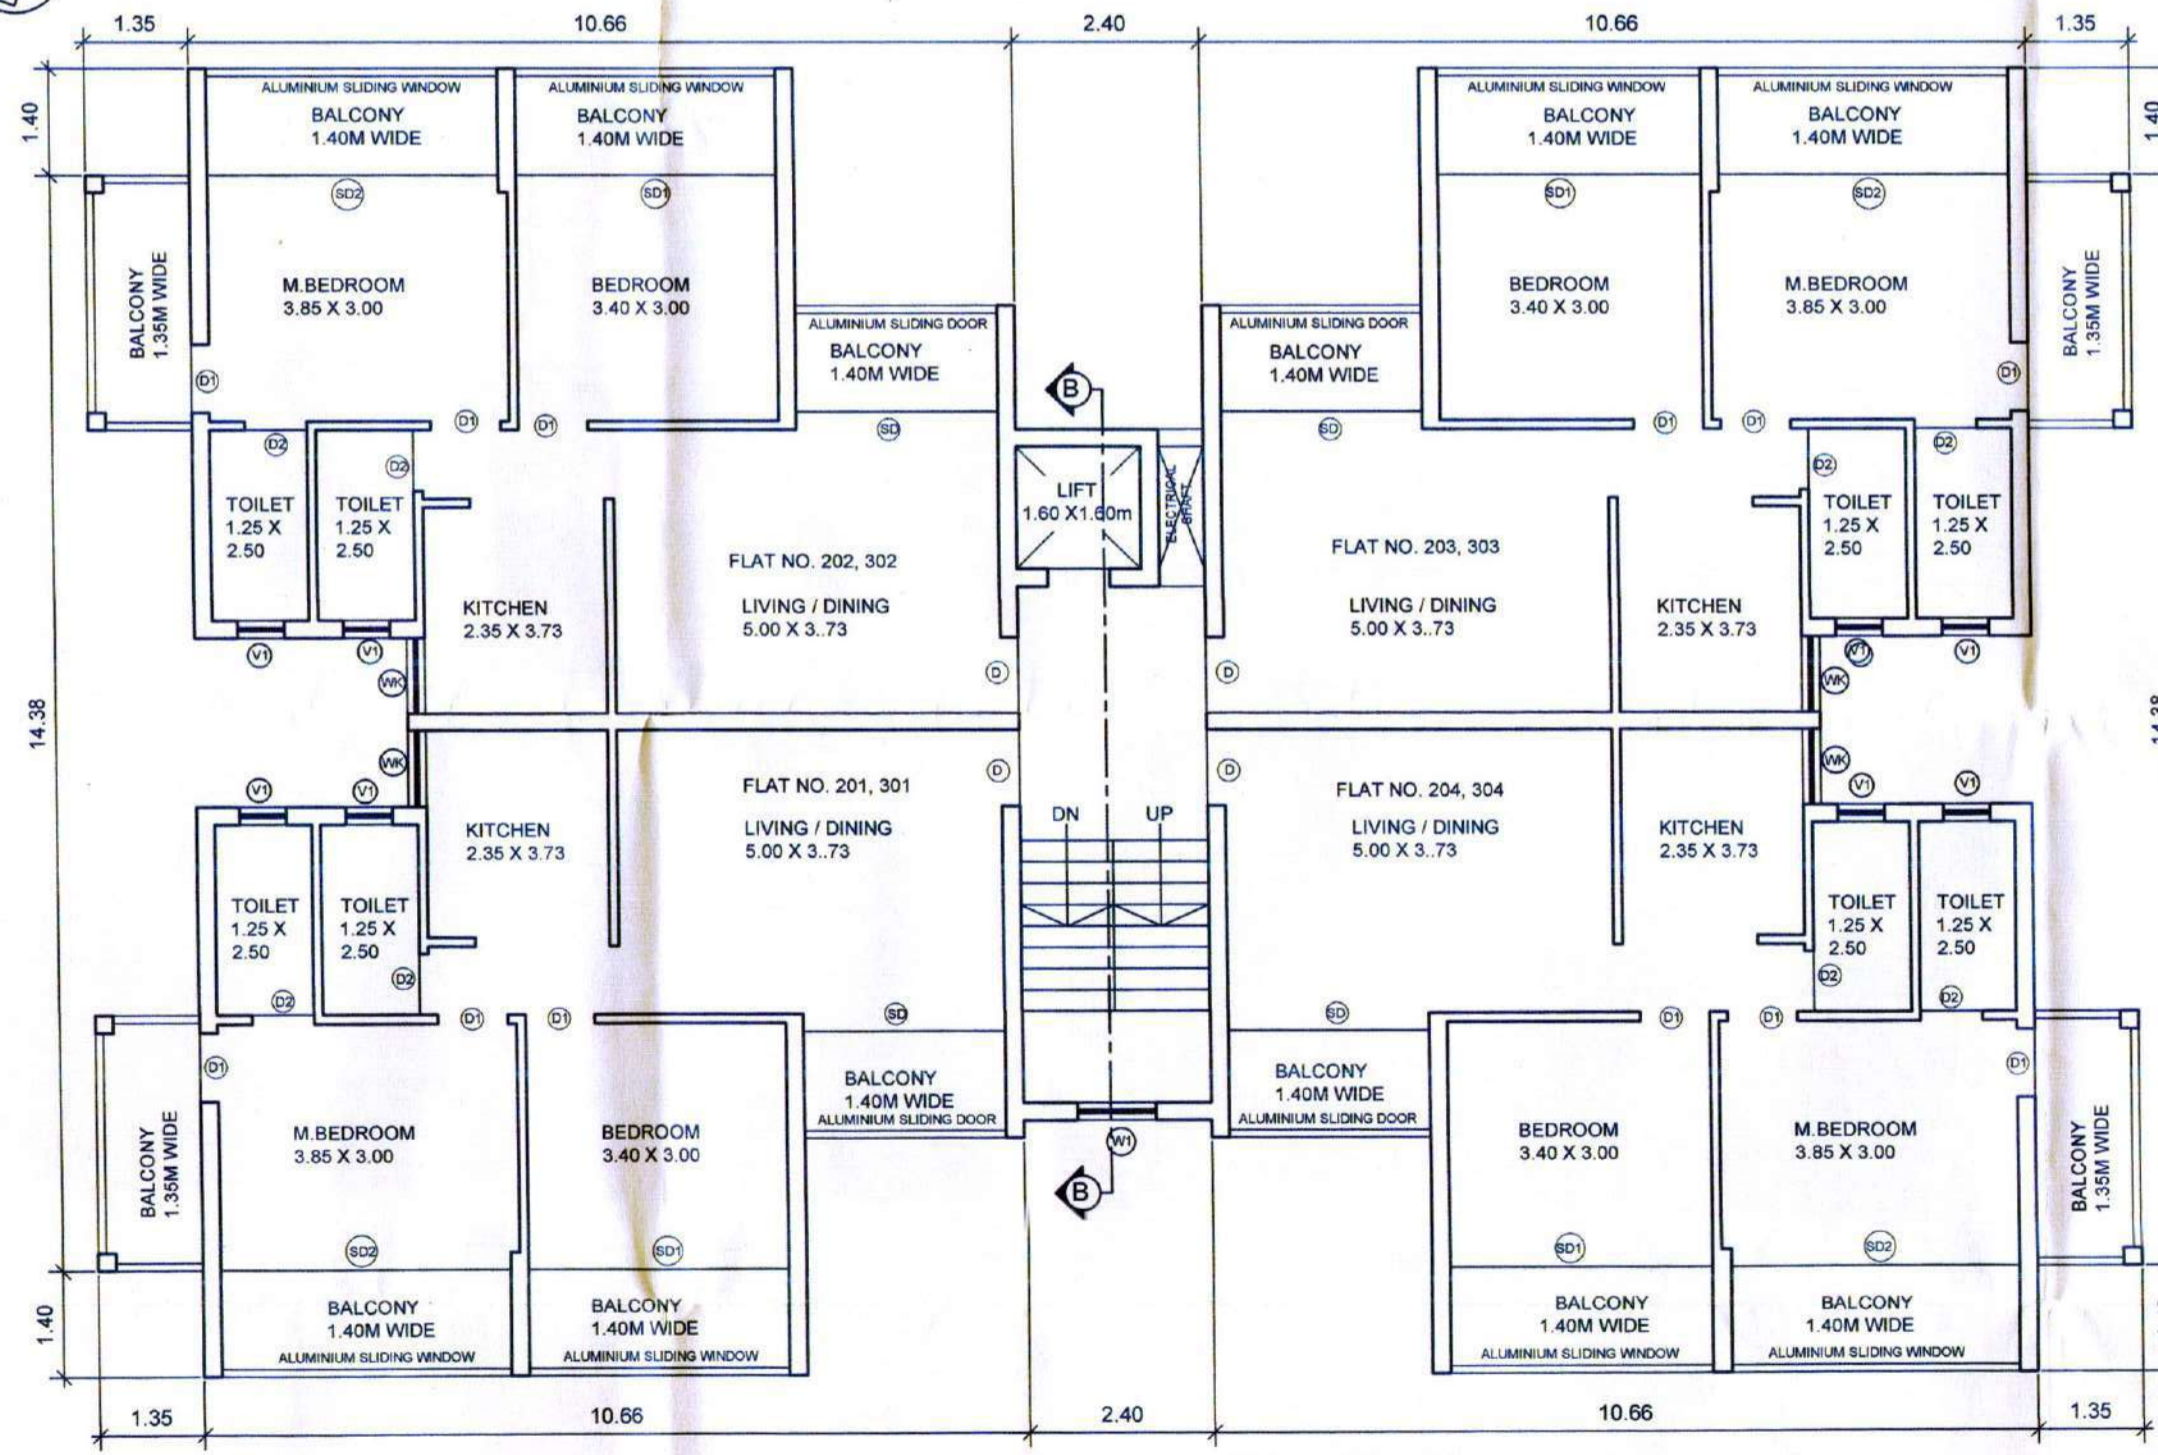 1.35 10.66 2.40 10.66 1.35
1.40
ALUMINIUM SLIDING WINDOW
BALCONY
1.40M WIDE
ALUMINIUM SLIDING WINDOW
BALCONY
1.40M WIDE
ALUMINIUM SLIDING WINDOW
BALCONY
1.40M WIDE
ALUMINIUM SLIDING WINDOW
BALCONY
1.40M WIDE
1.40
SD2
SD1
SD1
SD2
BALCONY
1.35M WIDE
M.BEDROOM
3.85 X 3.00
BEDROOM
3.40 X 3.00
BEDROOM
3.40 X 3.00
M.BEDROOM
3.85 X 3.00
BALCONY
1.35M WIDE
ALUMINIUM SLIDING DOOR
BALCONY
1.40M WIDE
ALUMINIUM SLIDING DOOR
BALCONY
1.40M WIDE
B
D1
D1
D1
D1
SD
SD
D1
D1
D2
D2
D2
D2
TOILET
1.25 X
2.50
TOILET
1.25 X
2.50
LIFT
1.60 X1.60m
ELECTRICAL
SHAFT
TOILET
1.25 X
2.50
TOILET
1.25 X
2.50
FLAT NO. 202, 302
FLAT NO. 203, 303
KITCHEN
2.35 X 3.73
LIVING / DINING
5.00 X 3..73
LIVING / DINING
5.00 X 3..73
KITCHEN
2.35 X 3.73
V1
V1
V1
V1
WK
D
D
WK
14.38
14.38
WK
D
D
WK
V1
V1
V1
V1
FLAT NO. 201, 301
FLAT NO. 204, 304
DN
UP
KITCHEN
2.35 X 3.73
LIVING / DINING
5.00 X 3..73
LIVING / DINING
5.00 X 3..73
KITCHEN
2.35 X 3.73
TOILET
1.25 X
2.50
TOILET
1.25 X
2.50
TOILET
1.25 X
2.50
TOILET
1.25 X
2.50
D2
D2
D2
D2
D1
D1
SD
SD
D1
D1
D1
D1
BALCONY
1.40M WIDE
ALUMINIUM SLIDING DOOR
BALCONY
1.40M WIDE
ALUMINIUM SLIDING DOOR
W1
B
BALCONY
1.35M WIDE
M.BEDROOM
3.85 X 3.00
BEDROOM
3.40 X 3.00
BEDROOM
3.40 X 3.00
M.BEDROOM
3.85 X 3.00
BALCONY
1.35M WIDE
SD2
SD1
SD1
SD2
1.40
BALCONY
1.40M WIDE
ALUMINIUM SLIDING WINDOW
BALCONY
1.40M WIDE
ALUMINIUM SLIDING WINDOW
BALCONY
1.40M WIDE
ALUMINIUM SLIDING WINDOW
BALCONY
1.40M WIDE
ALUMINIUM SLIDING WINDOW
1.35 10.66 2.40 10.66 1.35